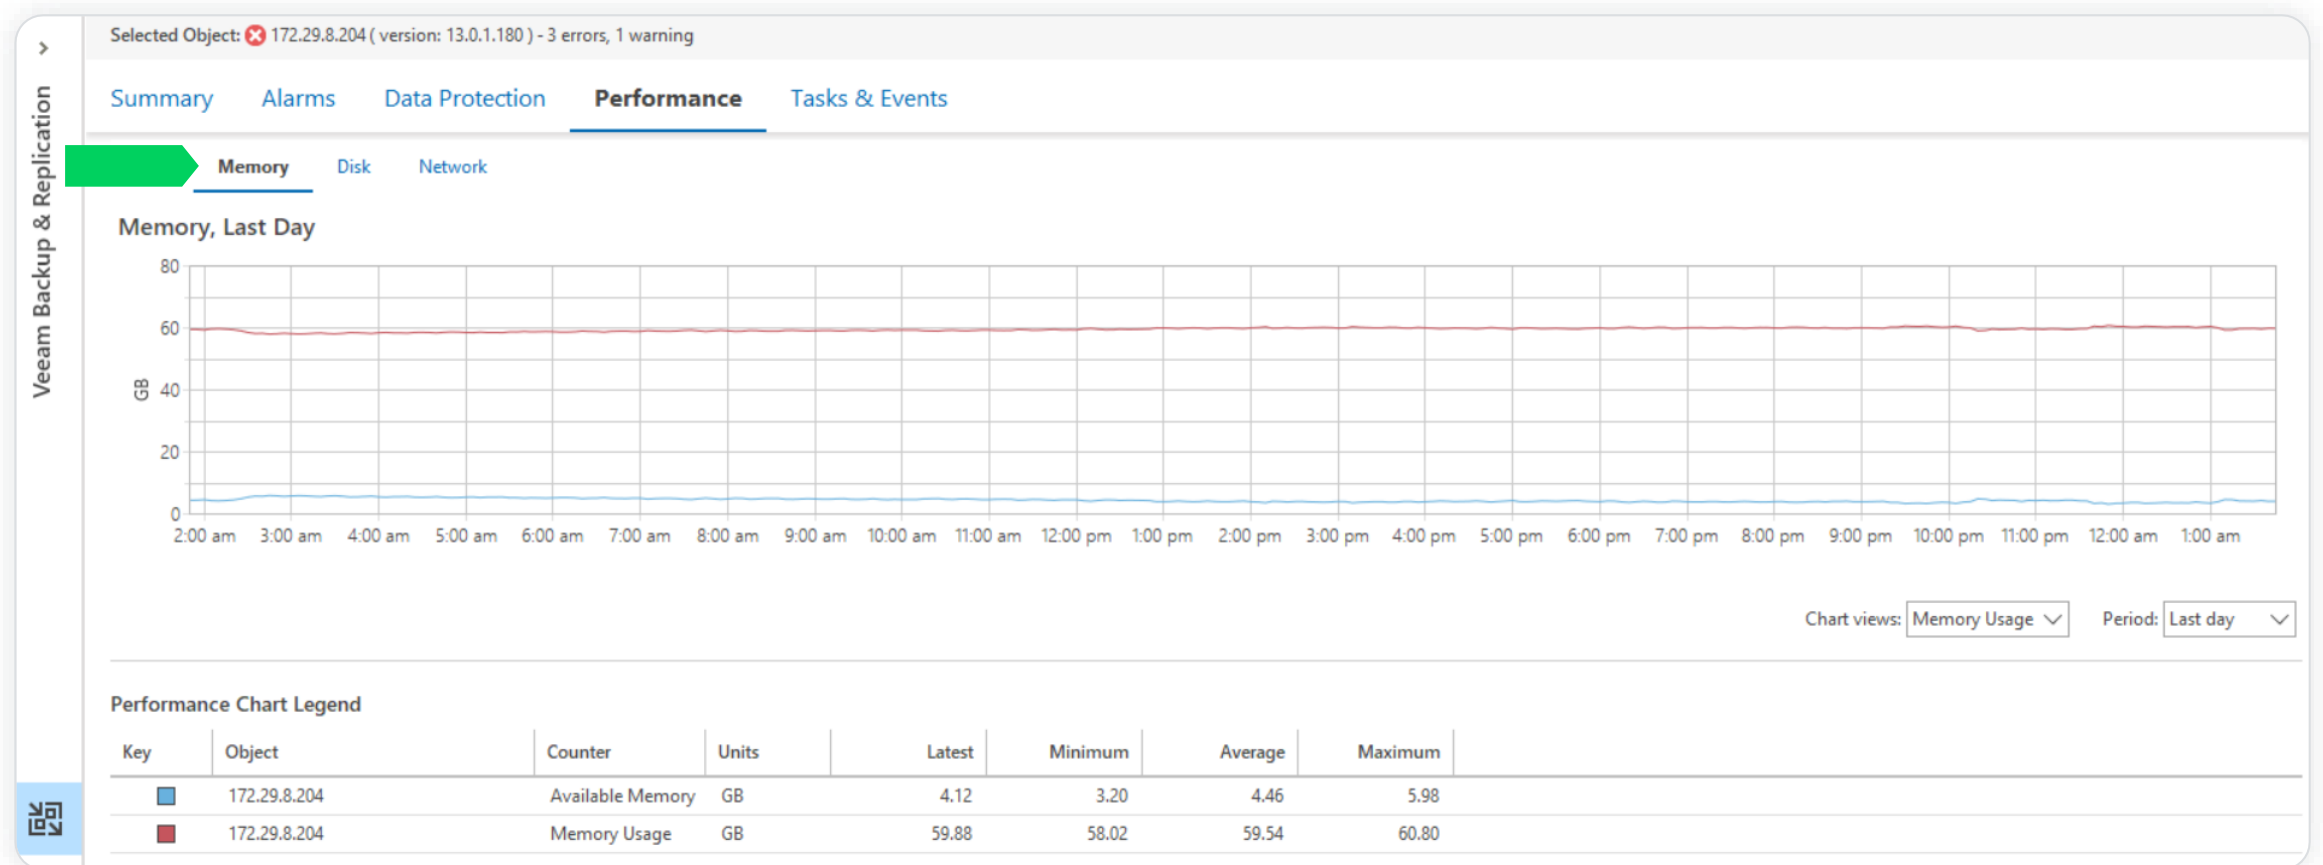 Selected Object: 172.29.8.204 ( version: 13.0.1.180 ) - 3 errors, 1 warning
Veeam Backup & Replication
Summary Alarms Data Protection Performance Tasks & Events
Memory Disk Network
Memory, Last Day
80
60
40
20
0
GB
2:00 am 3:00 am 4:00 am 5:00 am 6:00 am 7:00 am 8:00 am 9:00 am 10:00 am 11:00 am 12:00 pm 1:00 pm 2:00 pm 3:00 pm 4:00 pm 5:00 pm 6:00 pm 7:00 pm 8:00 pm 9:00 pm 10:00 pm 11:00 pm 12:00 am 1:00 am
Chart views: Memory Usage Period: Last day
Performance Chart Legend
Key Object Counter Units Latest Minimum Average Maximum
172.29.8.204 Available Memory GB 4.12 3.20 4.46 5.98
172.29.8.204 Memory Usage GB 59.88 58.02 59.54 60.80